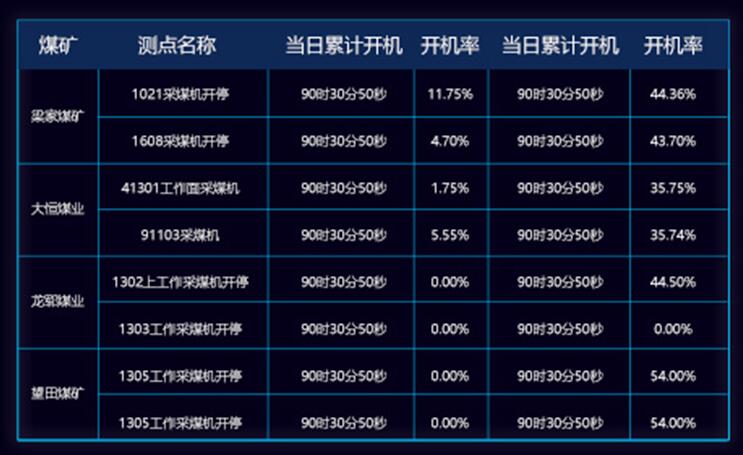 煤矿 测点名称 当日累计开机 开机率 当日累计开机 开机率
梁家煤矿
1021采煤机开停 90时30分50秒 11.75% 90时30分50秒 44.36%
1608采煤机开停 90时30分50秒 4.70% 90时30分50秒 43.70%
大恒煤业
41301工作面采煤机 90时30分50秒 1.75% 90时30分50秒 35.75%
91103采煤机 90时30分50秒 5.55% 90时30分50秒 35.74%
龙郓煤业
1302上工作采煤机开停 90时30分50秒 0.00% 90时30分50秒 44.50%
1303工作采煤机开停 90时30分50秒 0.00% 90时30分50秒 0.00%
望田煤矿
1305工作采煤机开停 90时30分50秒 0.00% 90时30分50秒 54.00%
1305工作采煤机开停 90时30分50秒 0.00% 90时30分50秒 54.00%